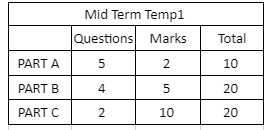 Mid Term Temp1
Questions Marks Total
PART A 5 2 10
PART B 4 5 20
PART C 2 10 20